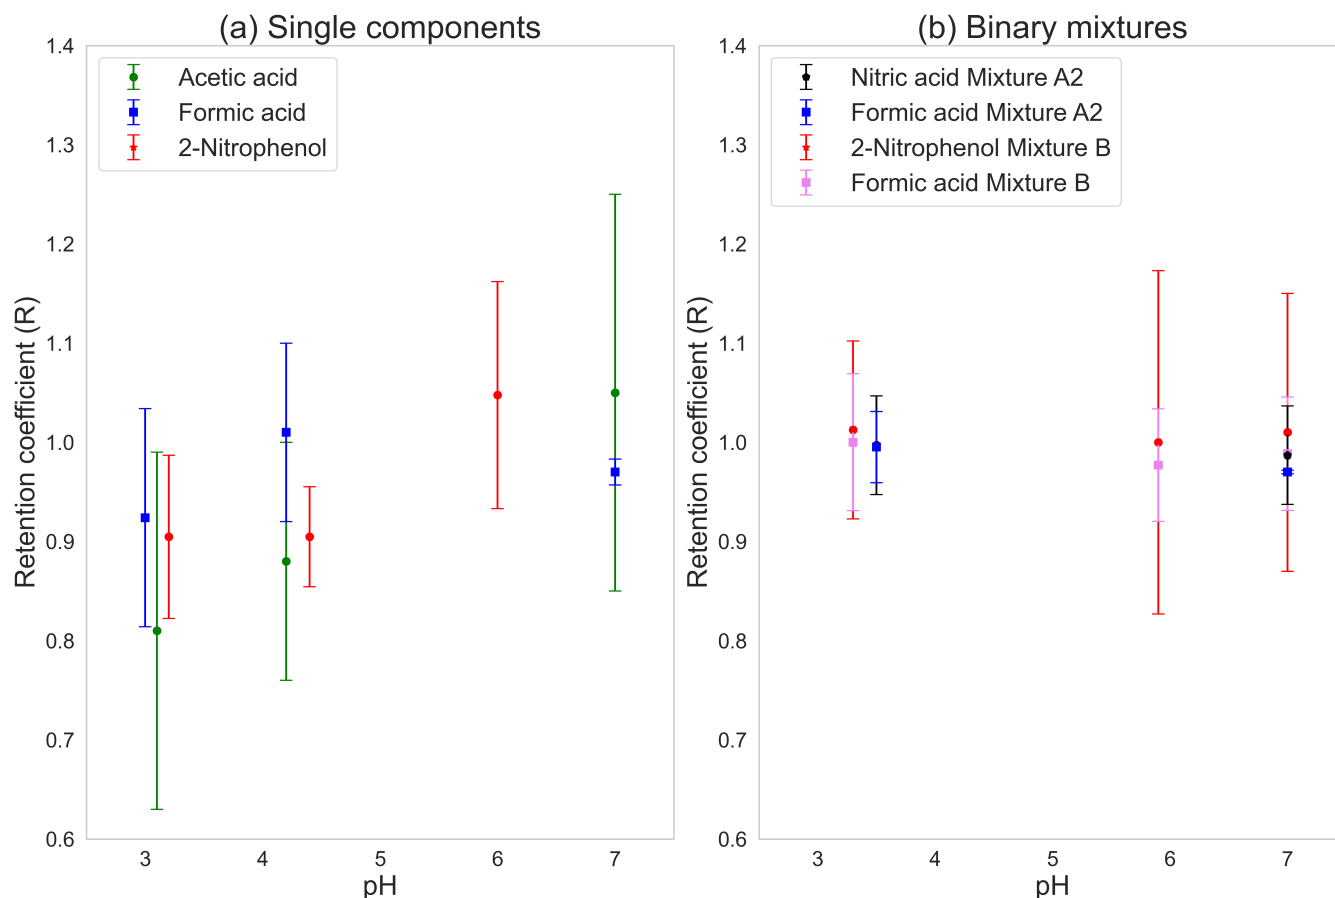 (a) Single components
1.4
1.3
1.2
1.1
1.0
0.9
0.8
0.7
0.6
Retention coefficient (R)
Acetic acid
Formic acid
2-Nitrophenol
3 4 5 6 7
pH
(b) Binary mixtures
1.4
1.3
1.2
1.1
1.0
0.9
0.8
0.7
0.6
Retention coefficient (R)
Nitric acid Mixture A2
Formic acid Mixture A2
2-Nitrophenol Mixture B
Formic acid Mixture B
3 4 5 6 7
pH